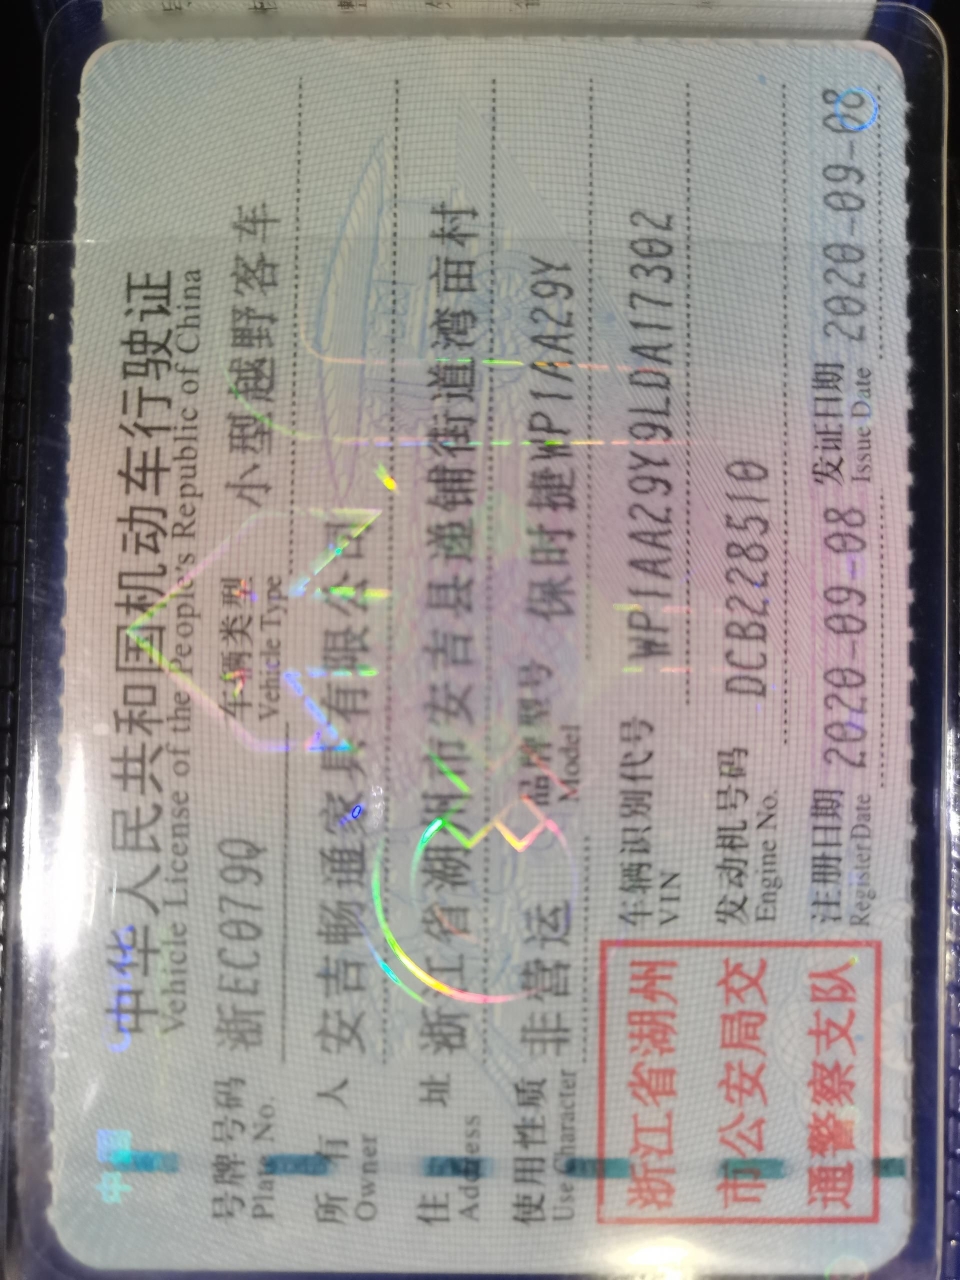 中华人民共和国机动车行驶证
Vehicle License of the People's Republic of China
号牌号码 浙EC079Q 车辆类型 小型越野客车
Plate No. Vehicle Type
所有人 安吉畅通家具有限公司
Owner
住址 浙江省湖州市安吉县递铺街道湾亩村
Address
使用性质 非营运 品牌型号 保时捷WP1AA29Y
Use Character Model
浙江省湖州
市公安局交
通警察支队
车辆识别代号 WP1AA29Y9LDA17302
VIN
发动机号码 DCB228510
Engine No.
注册日期 2020-09-08 发证日期 2020-09-08
Register Date Issue Date